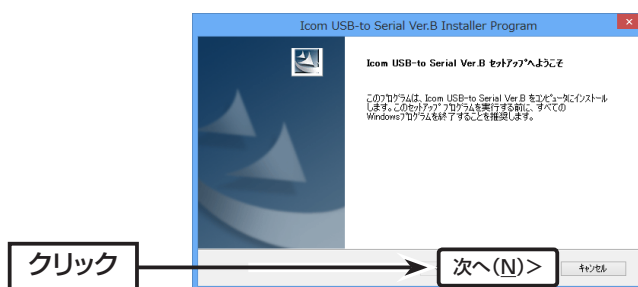 Icom USB-to Serial Ver.B Installer Program
Icom USB-to Serial Ver.B セットアップへようこそ
このプログラムは、Icom USB-to Serial Ver.B をコンピュータにインストール
します。このセットアップ プログラムを実行する前に、すべての
Windowsプログラムを終了することを推奨します。
クリック
次へ(N)>
キャンセル